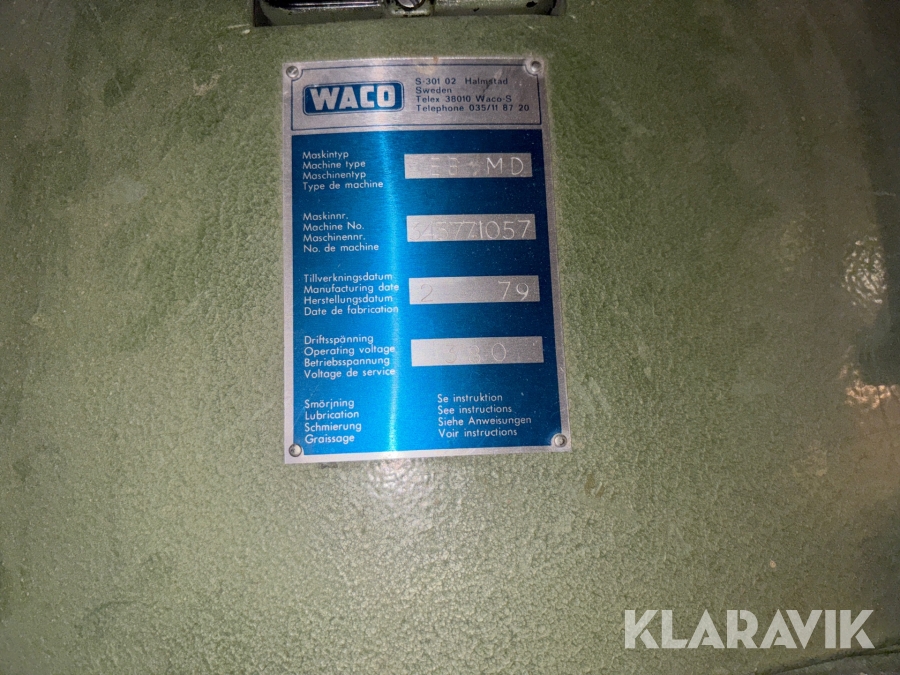 WACO
S-301 02 Halmstad
Sweden
Telex 38010 Waco-S
Telephone 035/11 87 20
Maskintyp
Machine type
Maschinentyp
Type de machine
MD
Maskinnr.
Machine No.
Maschinennr.
No. de machine
Tillverkningsdatum
Manufacturing date
Herstellungsdatum
Date de fabrication
2 79
Driftsspänning
Operating voltage
Betriebsspannung
Voltage de service
380
Smörjning
Lubrication
Schmierung
Graissage
Se instruktion
See instructions
Siehe Anweisungen
Voir instructions
KLARAVIK